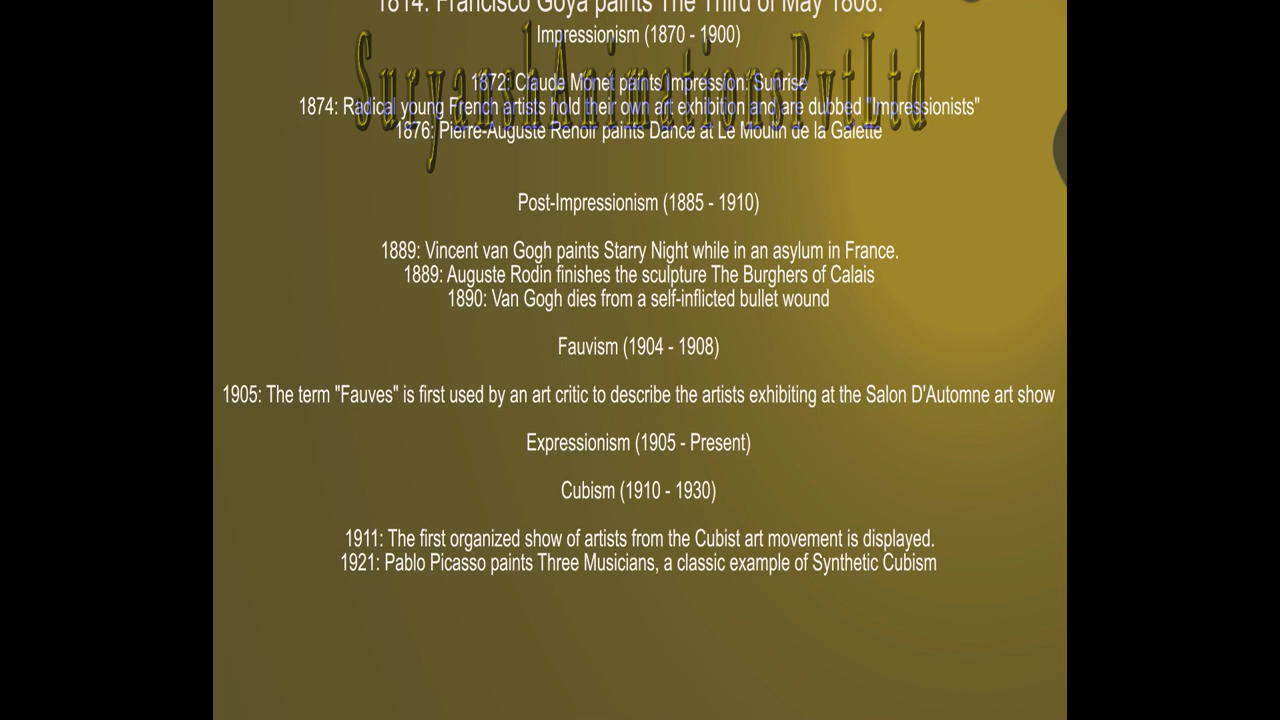 1814: Francisco Goya paints The Third of May 1808.
Impressionism (1870 - 1900)
SuryanshAnimationsPvtLtd
1872: Claude Monet paints Impression: Sunrise
1874: Radical young French artists hold their own art exhibition and are dubbed "Impressionists"
1876: Pierre-Auguste Renoir paints Dance at Le Moulin de la Galette
Post-Impressionism (1885 - 1910)
1889: Vincent van Gogh paints Starry Night while in an asylum in France.
1889: Auguste Rodin finishes the sculpture The Burghers of Calais
1890: Van Gogh dies from a self-inflicted bullet wound
Fauvism (1904 - 1908)
1905: The term "Fauves" is first used by an art critic to describe the artists exhibiting at the Salon D'Automne art show
Expressionism (1905 - Present)
Cubism (1910 - 1930)
1911: The first organized show of artists from the Cubist art movement is displayed.
1921: Pablo Picasso paints Three Musicians, a classic example of Synthetic Cubism